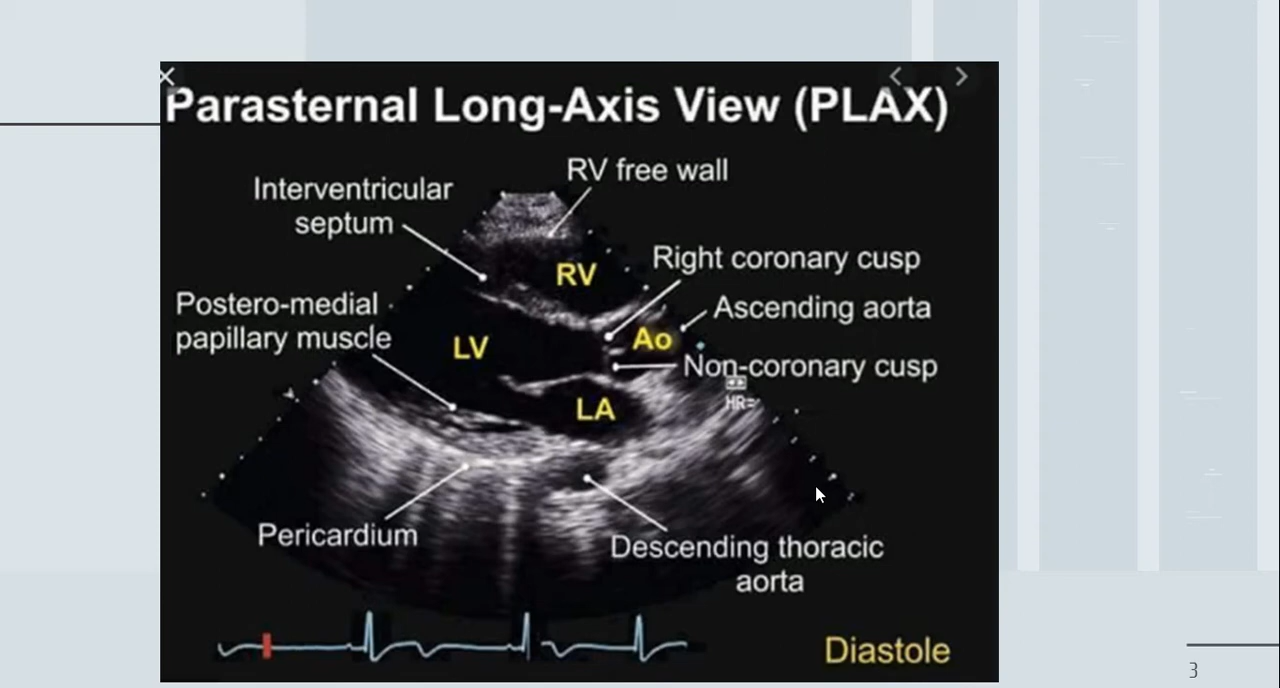 Parasternal Long-Axis View (PLAX)
RV free wall
Interventricular
septum
Right coronary cusp
RV
Postero-medial
papillary muscle
Ascending aorta
LV
Ao
Non-coronary cusp
LA
HR=
Pericardium
Descending thoracic
aorta
Diastole
3